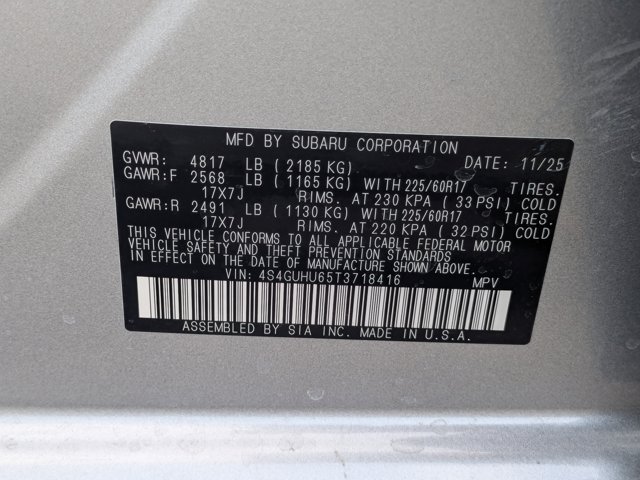 MFD BY SUBARU CORPORATION
GVWR: 4817 LB ( 2185 KG) DATE: 11/25
GAWR:F 2568 LB ( 1165 KG) WITH 225/60R17 TIRES.
17X7J RIMS. AT 230 KPA ( 33 PSI) COLD
GAWR:R 2491 LB ( 1130 KG) WITH 225/60R17 TIRES.
17X7J RIMS. AT 220 KPA ( 32 PSI) COLD
THIS VEHICLE CONFORMS TO ALL APPLICABLE FEDERAL MOTOR
VEHICLE SAFETY AND THEFT PREVENTION STANDARDS
IN EFFECT ON THE DATE OF MANUFACTURE SHOWN ABOVE.
VIN: 4S4GUHU65T3718416 MPV
ASSEMBLED BY SIA INC. MADE IN U.S.A.